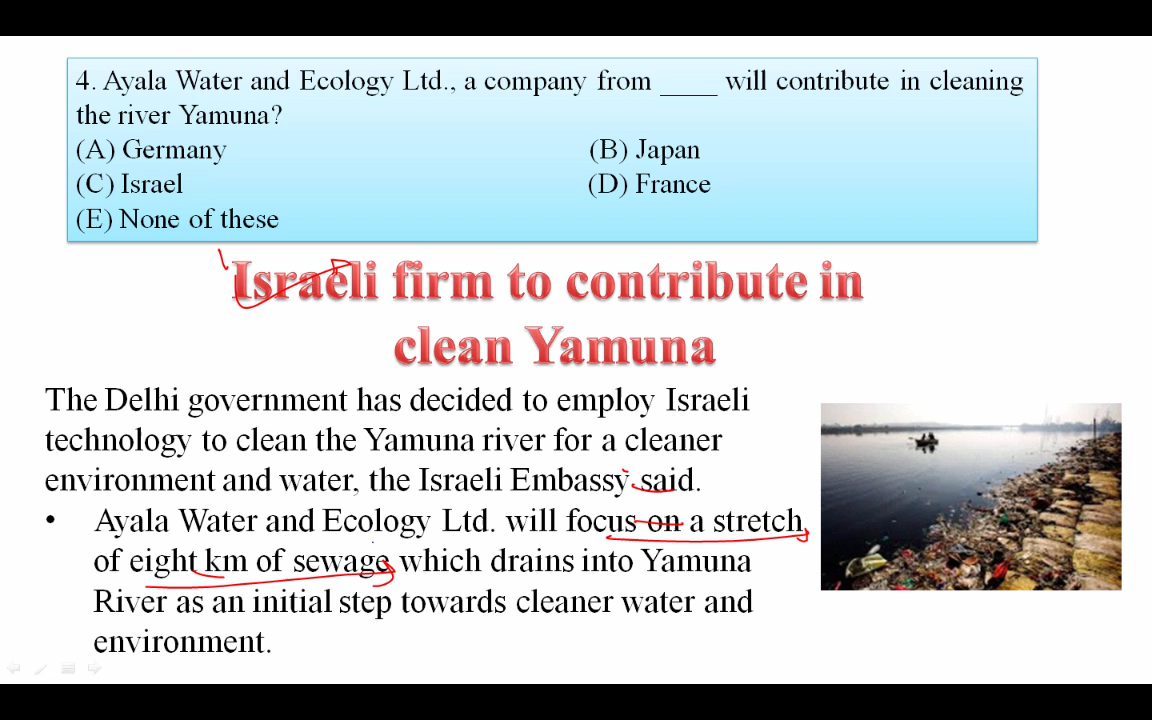 4. Ayala Water and Ecology Ltd., a company from ____ will contribute in cleaning
the river Yamuna?
(A) Germany (B) Japan
(C) Israel (D) France
(E) None of these
Israeli firm to contribute in
clean Yamuna
The Delhi government has decided to employ Israeli
technology to clean the Yamuna river for a cleaner
environment and water, the Israeli Embassy said.
• Ayala Water and Ecology Ltd. will focus on a stretch
of eight km of sewage which drains into Yamuna
River as an initial step towards cleaner water and
environment.